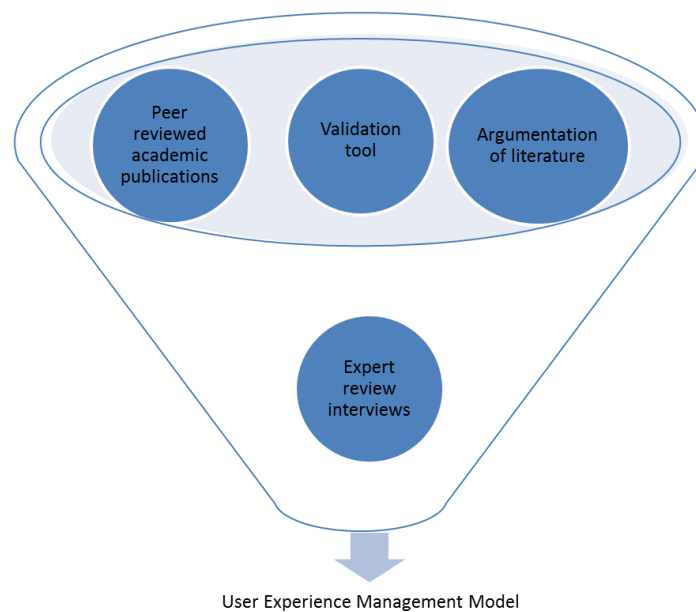 Peer
reviewed
academic
publications
Validation
tool
Argumentation
of literature
Expert
review
interviews
User Experience Management Model